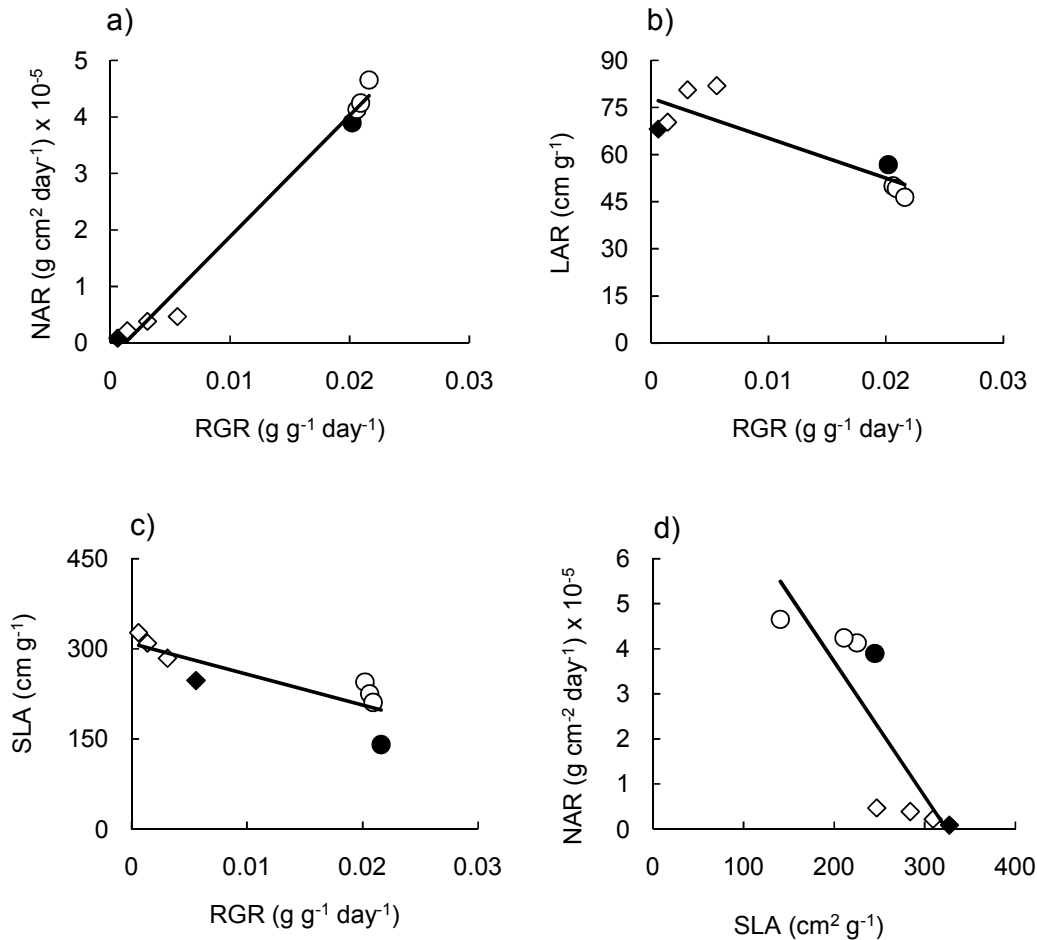 a)
NAR (g cm² day⁻¹) x 10⁻⁵
5
4
3
2
1
0
0 0.01 0.02 0.03
RGR (g g⁻¹ day⁻¹)
b)
LAR (cm g⁻¹)
90
75
60
45
30
15
0
0 0.01 0.02 0.03
RGR (g g⁻¹ day⁻¹)
c)
SLA (cm g⁻¹)
450
300
150
0
0 0.01 0.02 0.03
RGR (g g⁻¹ day⁻¹)
d)
NAR (g cm⁻² day⁻¹) x 10⁻⁵
6
5
4
3
2
1
0
0 100 200 300 400
SLA (cm² g⁻¹)